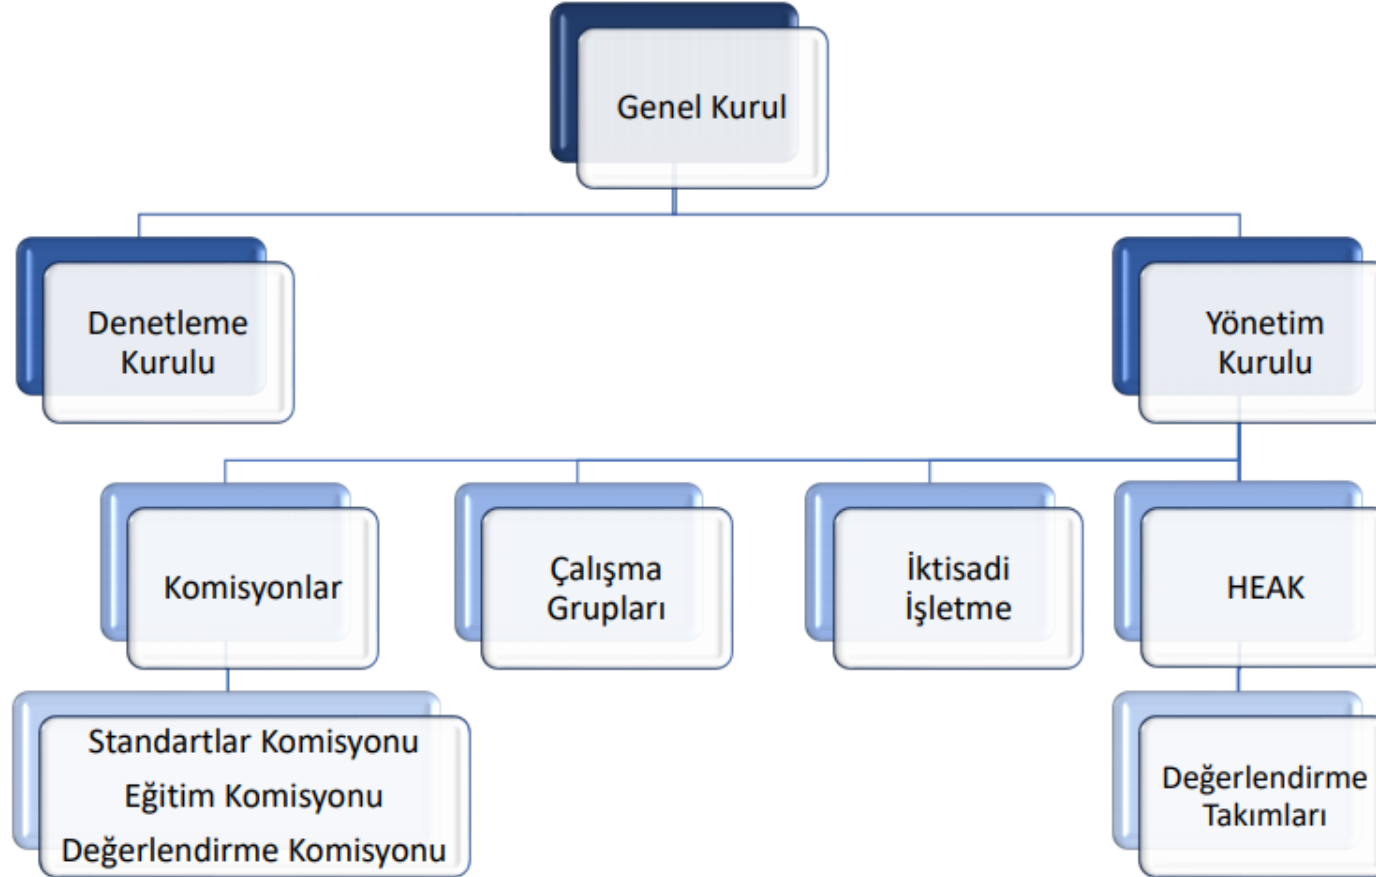 Genel Kurul
Denetleme
Kurulu
Yönetim
Kurulu
Komisyonlar
Çalışma
Grupları
İktisadi
İşletme
HEAK
Standartlar Komisyonu
Eğitim Komisyonu
Değerlendirme Komisyonu
Değerlendirme
Takımları